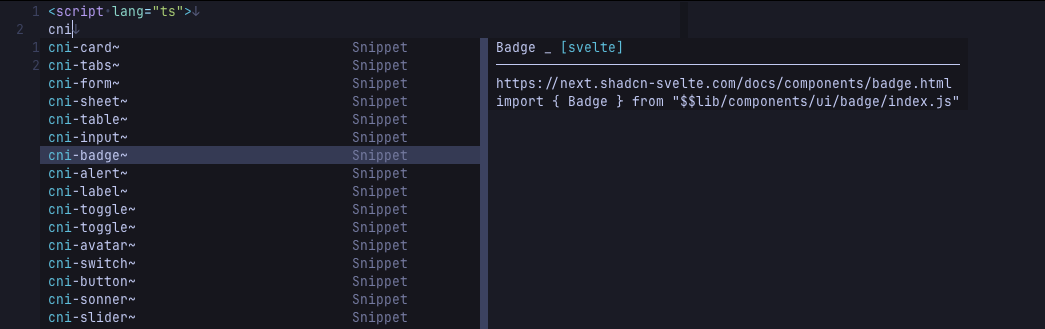 1 <script·lang="ts">↓
2 cni↓
1 cni-card~ Snippet
2 cni-tabs~ Snippet
cni-form~ Snippet
cni-sheet~ Snippet
cni-table~ Snippet
cni-input~ Snippet
cni-badge~ Snippet
cni-alert~ Snippet
cni-label~ Snippet
cni-toggle~ Snippet
cni-toggle~ Snippet
cni-avatar~ Snippet
cni-switch~ Snippet
cni-button~ Snippet
cni-sonner~ Snippet
cni-slider~ Snippet
Badge _ [svelte]
https://next.shadcn-svelte.com/docs/components/badge.html
import { Badge } from "$$lib/components/ui/badge/index.js"